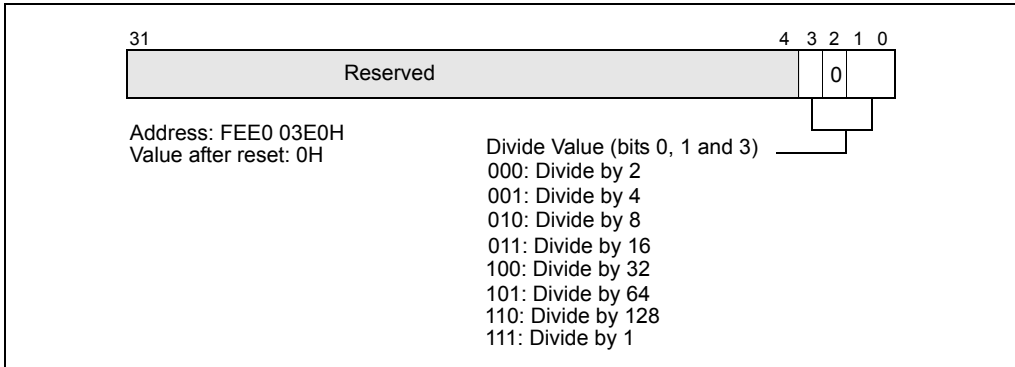 31 4 3 2 1 0
Reserved 0
Address: FEE0 03E0H
Value after reset: 0H
Divide Value (bits 0, 1 and 3)
000: Divide by 2
001: Divide by 4
010: Divide by 8
011: Divide by 16
100: Divide by 32
101: Divide by 64
110: Divide by 128
111: Divide by 1